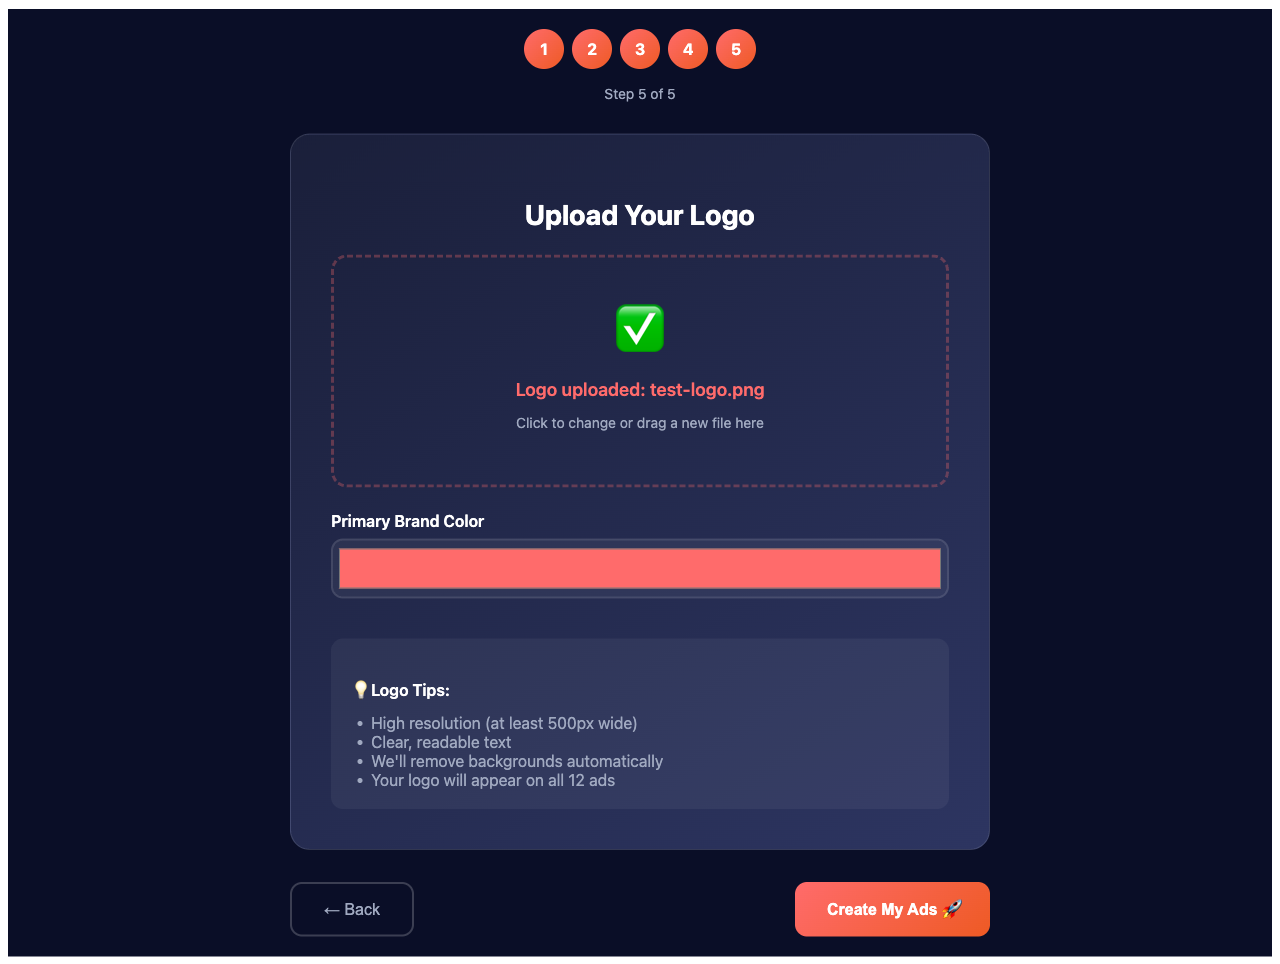 1 2 3 4 5
Step 5 of 5
Upload Your Logo
Logo uploaded: test-logo.png
Click to change or drag a new file here
Primary Brand Color
💡Logo Tips:
• High resolution (at least 500px wide)
• Clear, readable text
• We'll remove backgrounds automatically
• Your logo will appear on all 12 ads
← Back
Create My Ads 🚀